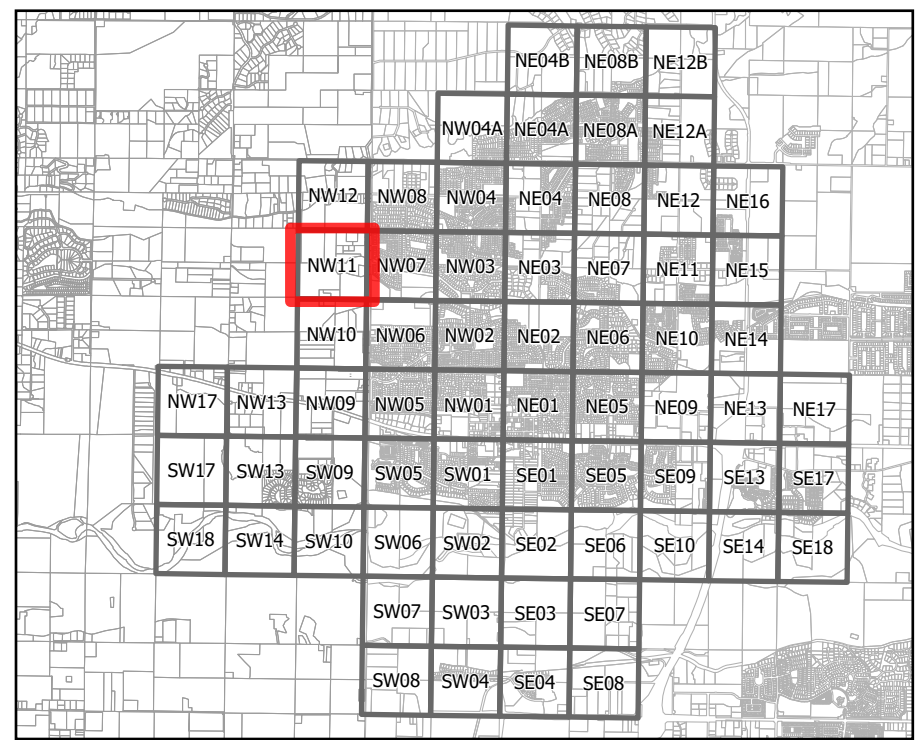 NE04B NE08B NE12B
NW04A NE04A NE08A NE12A
NW12 NW08 NW04 NE04 NE08 NE12 NE16
NW11 NW07 NW03 NE03 NE07 NE11 NE15
NW10 NW06 NW02 NE02 NE06 NE10 NE14
NW17 NW13 NW09 NW05 NW01 NE01 NE05 NE09 NE13 NE17
SW17 SW13 SW09 SW05 SW01 SE01 SE05 SE09 SE13 SE17
SW18 SW14 SW10 SW06 SW02 SE02 SE06 SE10 SE14 SE18
SW07 SW03 SE03 SE07
SW08 SW04 SE04 SE08